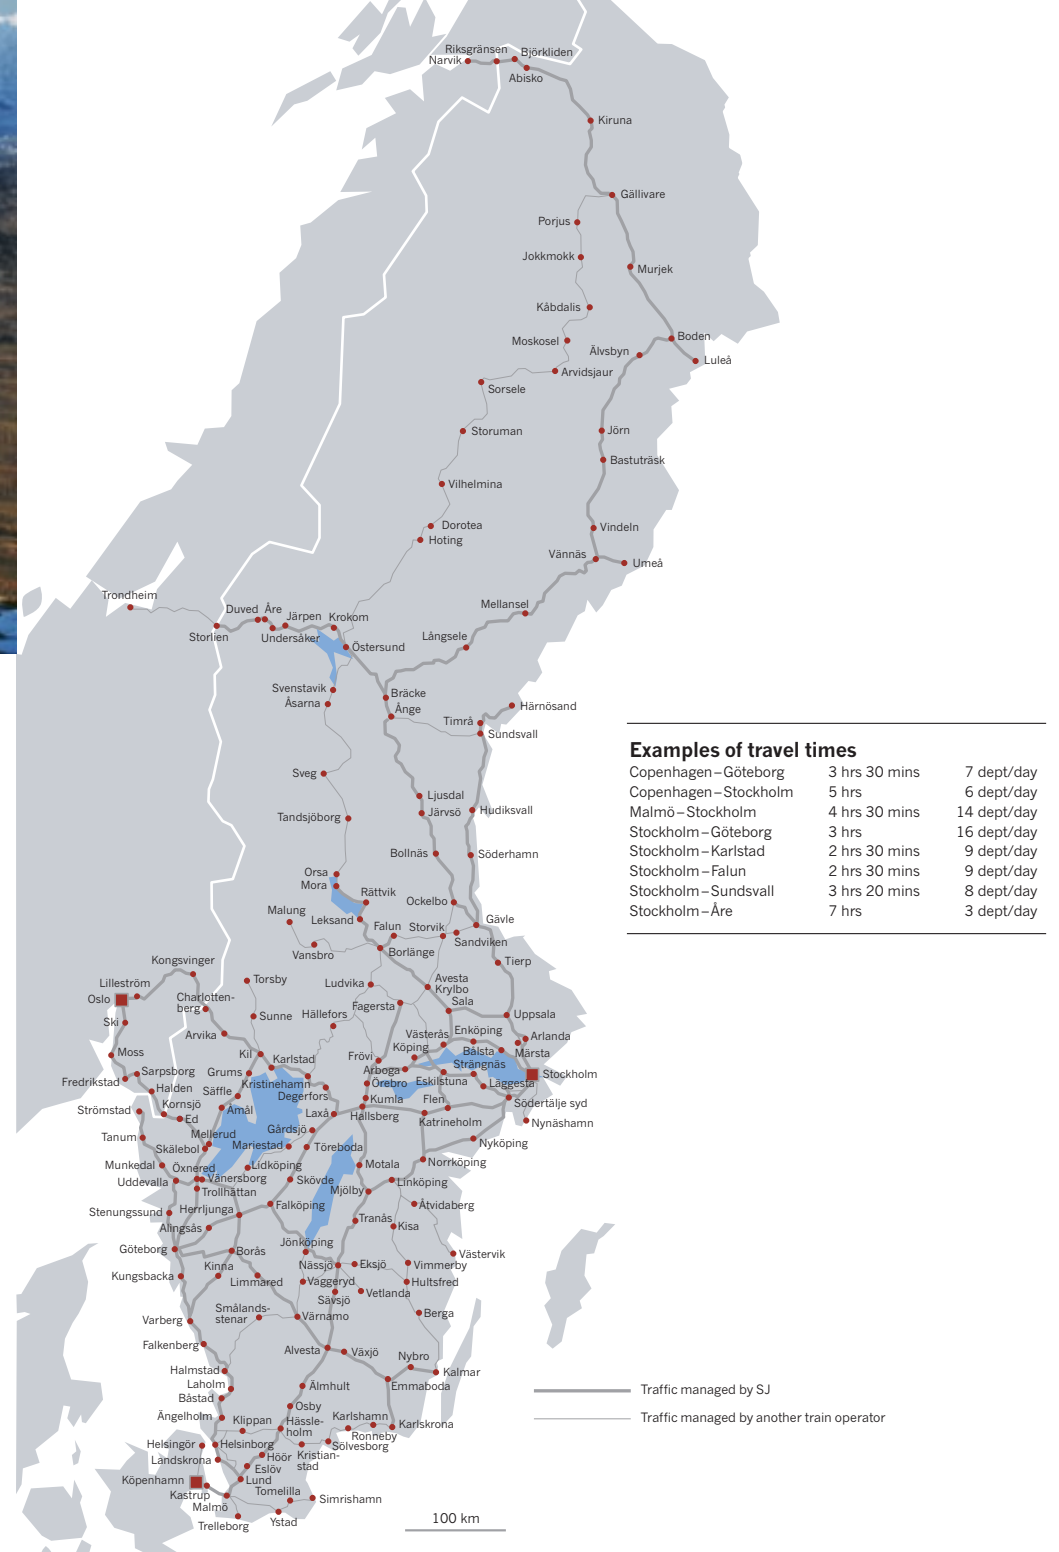 Riksgränsen
Björkliden
Narvik
Abisko
Kiruna
Gällivare
Porjus
Jokkmokk
Murjek
Kåbdalis
Moskosel
Boden
Älvsbyn
Luleå
Arvidsjaur
Sorsele
Storuman
Jörn
Bastuträsk
Vilhelmina
Dorotea
Vindeln
Hoting
Vännäs
Umeå
Trondheim
Mellansel
Duved
Åre
Järpen
Krokom
Storlien
Undersåker
Långsele
Östersund
Svenstavik
Bräcke
Åsarna
Ånge
Härnösand
Timrå
Sundsvall
Examples of travel times
Copenhagen–Göteborg 3 hrs 30 mins 7 dept/day
Copenhagen–Stockholm 5 hrs 6 dept/day
Malmö–Stockholm 4 hrs 30 mins 14 dept/day
Stockholm–Göteborg 3 hrs 16 dept/day
Stockholm–Karlstad 2 hrs 30 mins 9 dept/day
Stockholm–Falun 2 hrs 30 mins 9 dept/day
Stockholm–Sundsvall 3 hrs 20 mins 8 dept/day
Stockholm–Åre 7 hrs 3 dept/day
Sveg
Ljusdal
Järvsö
Hudiksvall
Tandsjöborg
Bollnäs
Söderhamn
Orsa
Mora
Rättvik
Ockelbo
Malung
Leksand
Falun
Storvik
Gävle
Sandviken
Vansbro
Borlänge
Kongsvinger
Tierp
Lilleström
Torsby
Ludvika
Avesta
Krylbo
Oslo
Charlotten-
berg
Fagersta
Sala
Ski
Sunne
Hällefors
Uppsala
Arvika
Västerås
Enköping
Arlanda
Moss
Kil
Karlstad
Frövi
Köping
Bålsta
Märsta
Sarpsborg
Grums
Arboga
Strängnäs
Stockholm
Fredrikstad
Halden
Säffle
Kristinehamn
Degerfors
Örebro
Eskilstuna
Läggesta
Strömstad
Kornsjö
Ed
Åmål
Laxå
Kumla
Hallsberg
Flen
Katrineholm
Södertälje syd
Nynäshamn
Tanum
Mellerud
Gårdsjö
Skälebol
Mariestad
Töreboda
Nyköping
Munkedal
Öxnered
Lidköping
Motala
Norrköping
Uddevalla
Vänersborg
Skövde
Mjölby
Linköping
Trollhättan
Stenungssund
Herrljunga
Falköping
Åtvidaberg
Alingsås
Tranås
Kisa
Göteborg
Borås
Jönköping
Västervik
Kungsbacka
Kinna
Limmared
Nässjö
Eksjö
Vimmerby
Vaggeryd
Hultsfred
Sävsjö
Vetlanda
Varberg
Smålands-
stenar
Värnamo
Berga
Falkenberg
Alvesta
Växjö
Nybro
Halmstad
Kalmar
Laholm
Älmhult
Emmaboda
Båstad
Osby
Ängelholm
Klippan
Hässle-
holm
Karlshamn
Karlskrona
Ronneby
Helsingör
Helsinborg
Sölvesborg
Höör
Kristian-
stad
Landskrona
Eslöv
Köpenhamn
Lund
Kastrup
Tomelilla
Simrishamn
Malmö
Trelleborg
Ystad
Traffic managed by SJ
Traffic managed by another train operator
100 km